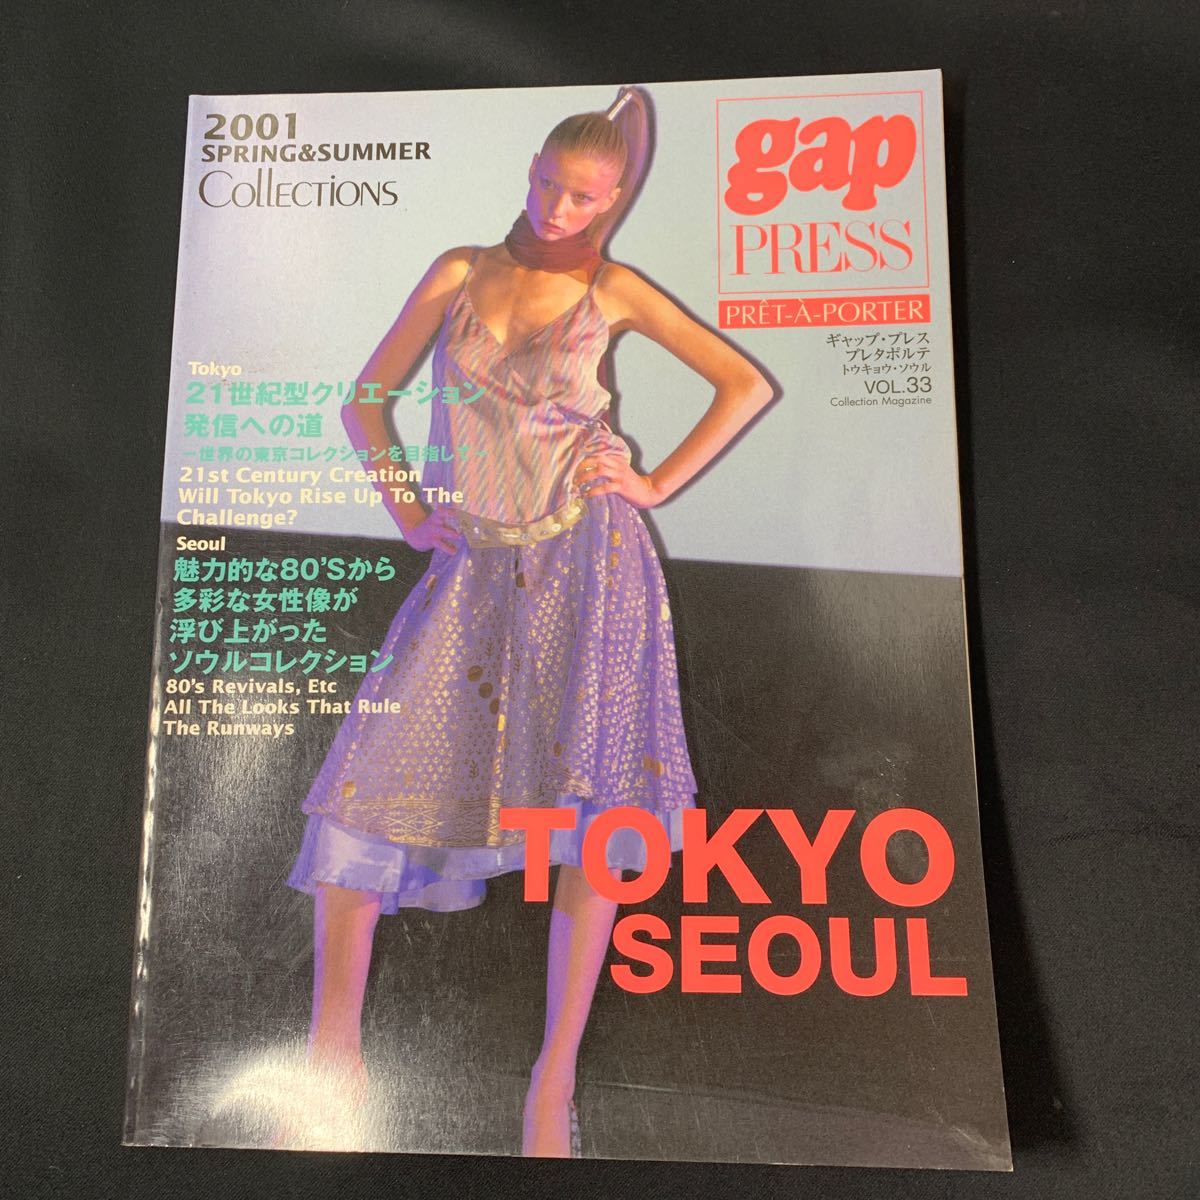 2001
SPRING&SUMMER
Collections
gap
PRESS
PRÊT-À-PORTER
ギャップ・プレス
プレタポルテ
トウキョウ・ソウル
VOL.33
Collection Magazine
Tokyo
21世紀型クリエーション
発信への道
－世界の東京コレクションを目指して－
21st Century Creation
Will Tokyo Rise Up To The
Challenge?
Seoul
魅力的な80'Sから
多彩な女性像が
浮び上がった
ソウルコレクション
80's Revivals, Etc
All The Looks That Rule
The Runways
TOKYO
SEOUL